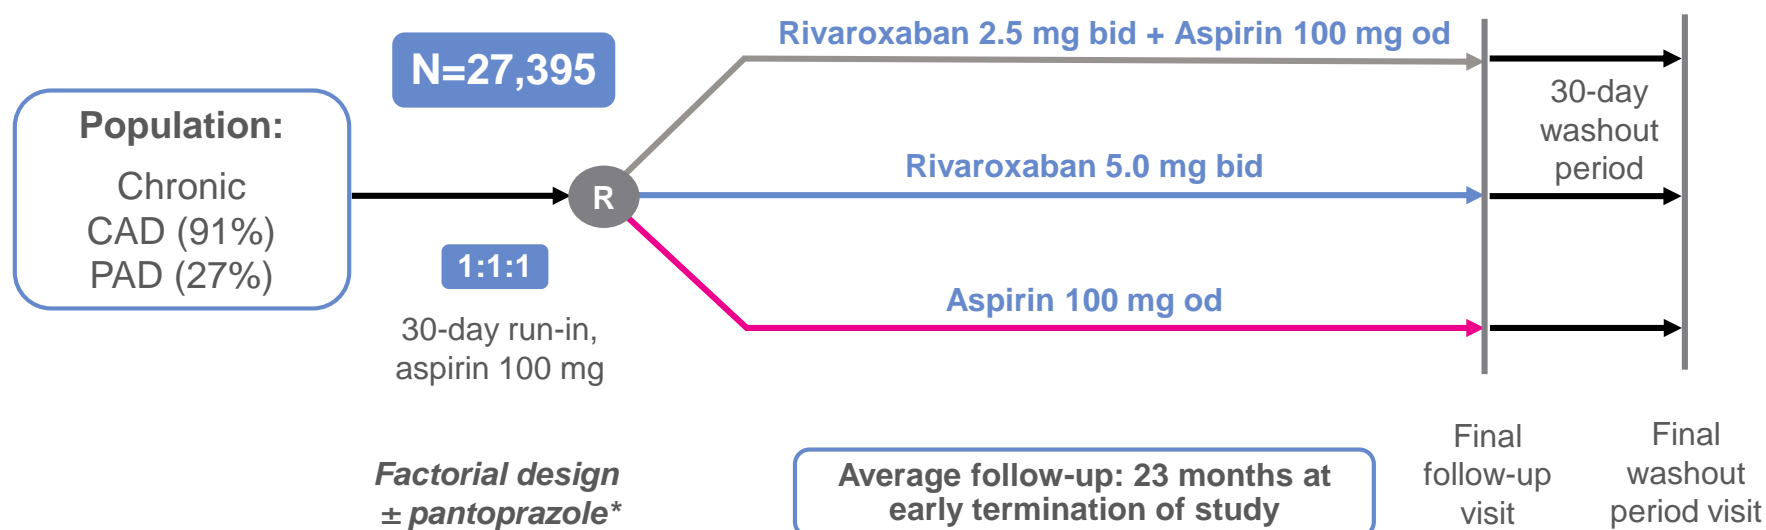 N=27,395
Population:
Chronic
CAD (91%)
PAD (27%)
1:1:1
30-day run-in,
aspirin 100 mg
Factorial design
± pantoprazole*
R
Rivaroxaban 2.5 mg bid + Aspirin 100 mg od
Rivaroxaban 5.0 mg bid
Aspirin 100 mg od
30-day
washout
period
Average follow-up: 23 months at
early termination of study
Final
follow-up
visit
Final
washout
period visit